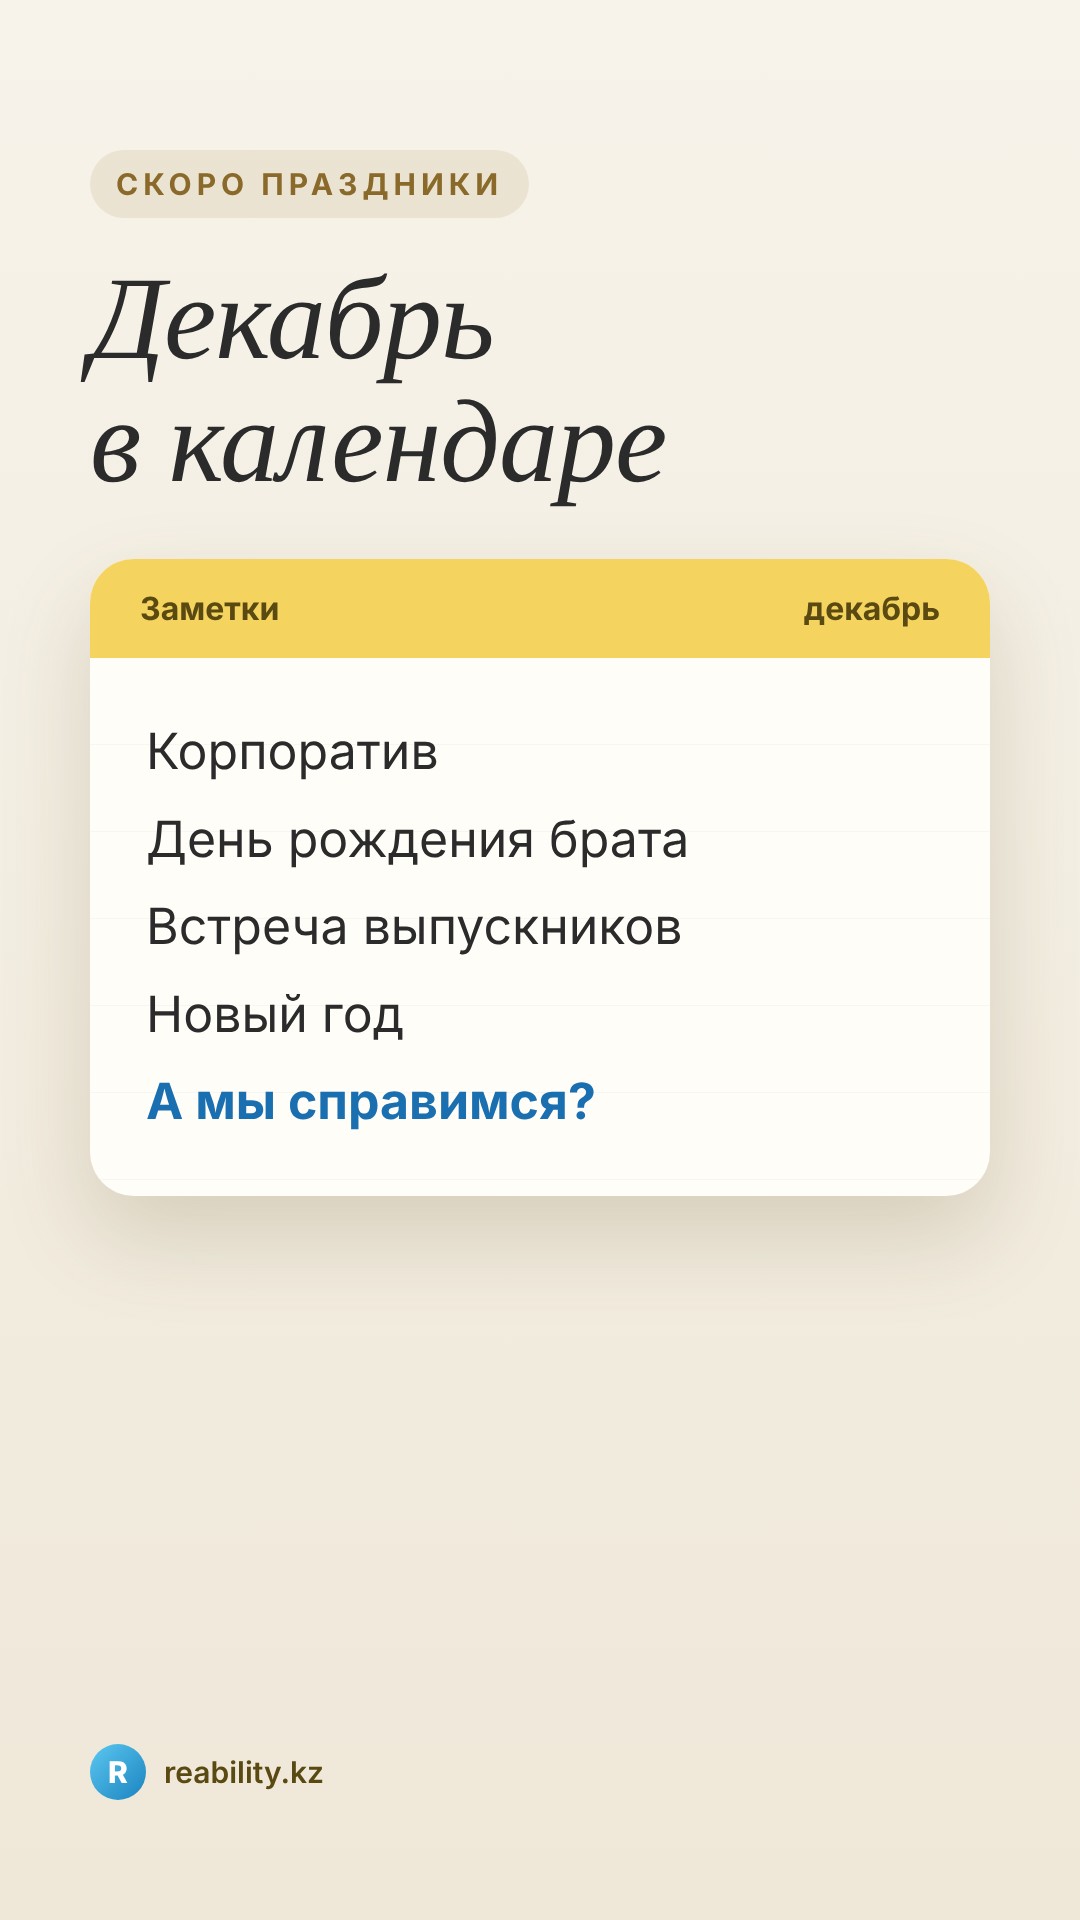 СКОРО ПРАЗДНИКИ
Декабрь
в календаре
Заметки декабрь
Корпоратив
День рождения брата
Встреча выпускников
Новый год
А мы справимся?
R reability.kz